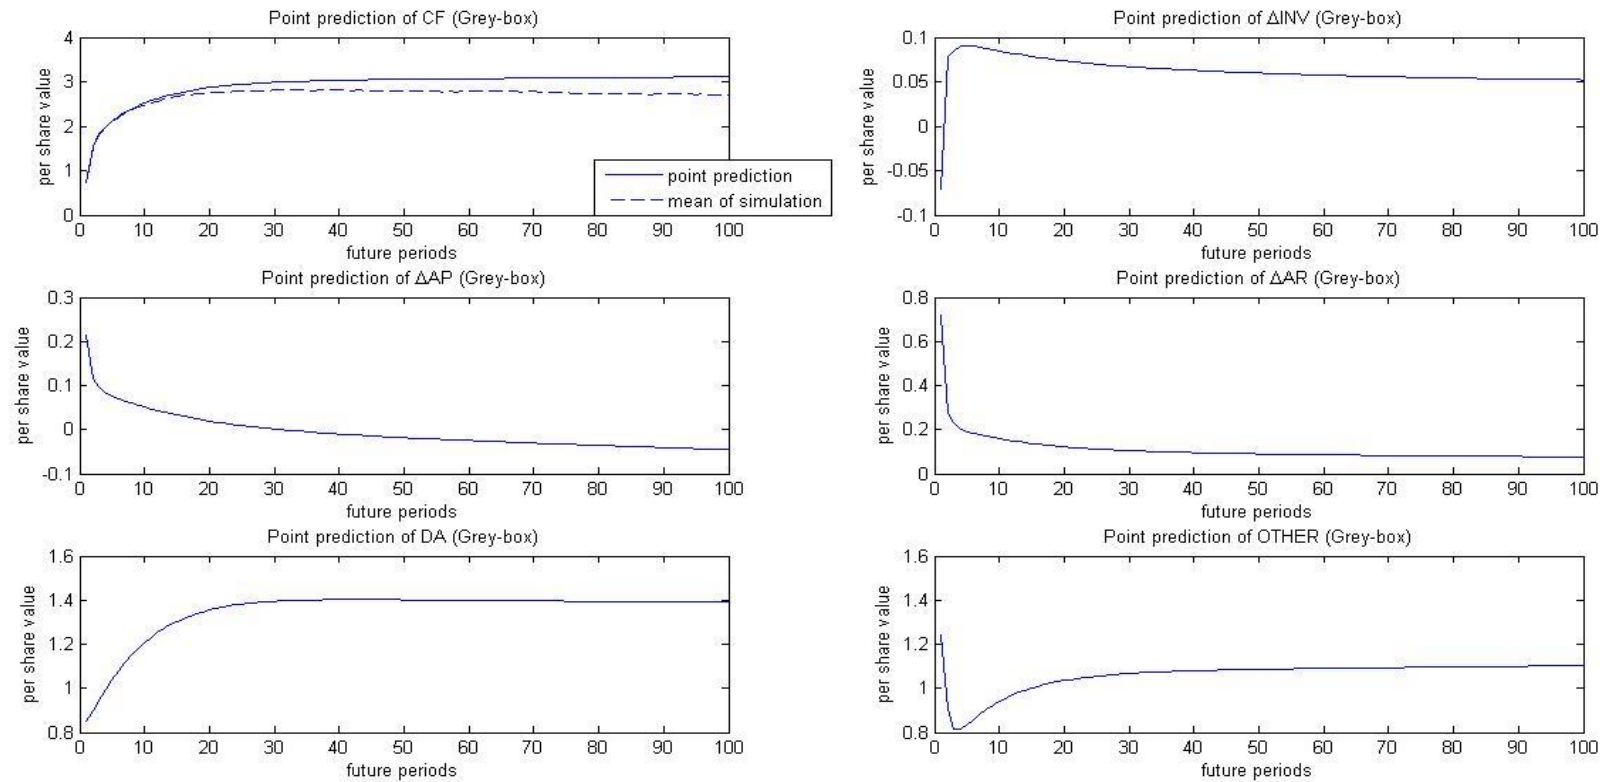 Point prediction of CF (Grey-box)
per share value
4
3
2
1
0
0 10 20 30 40 50 60 70 80 90 100
future periods
point prediction
mean of simulation
Point prediction of ΔINV (Grey-box)
per share value
0.1
0.05
0
-0.05
-0.1
0 10 20 30 40 50 60 70 80 90 100
future periods
Point prediction of ΔAP (Grey-box)
per share value
0.3
0.2
0.1
0
-0.1
0 10 20 30 40 50 60 70 80 90 100
future periods
Point prediction of ΔAR (Grey-box)
per share value
0.8
0.6
0.4
0.2
0
0 10 20 30 40 50 60 70 80 90 100
future periods
Point prediction of DA (Grey-box)
per share value
1.6
1.4
1.2
1
0.8
0 10 20 30 40 50 60 70 80 90 100
future periods
Point prediction of OTHER (Grey-box)
per share value
1.6
1.4
1.2
1
0.8
0 10 20 30 40 50 60 70 80 90 100
future periods